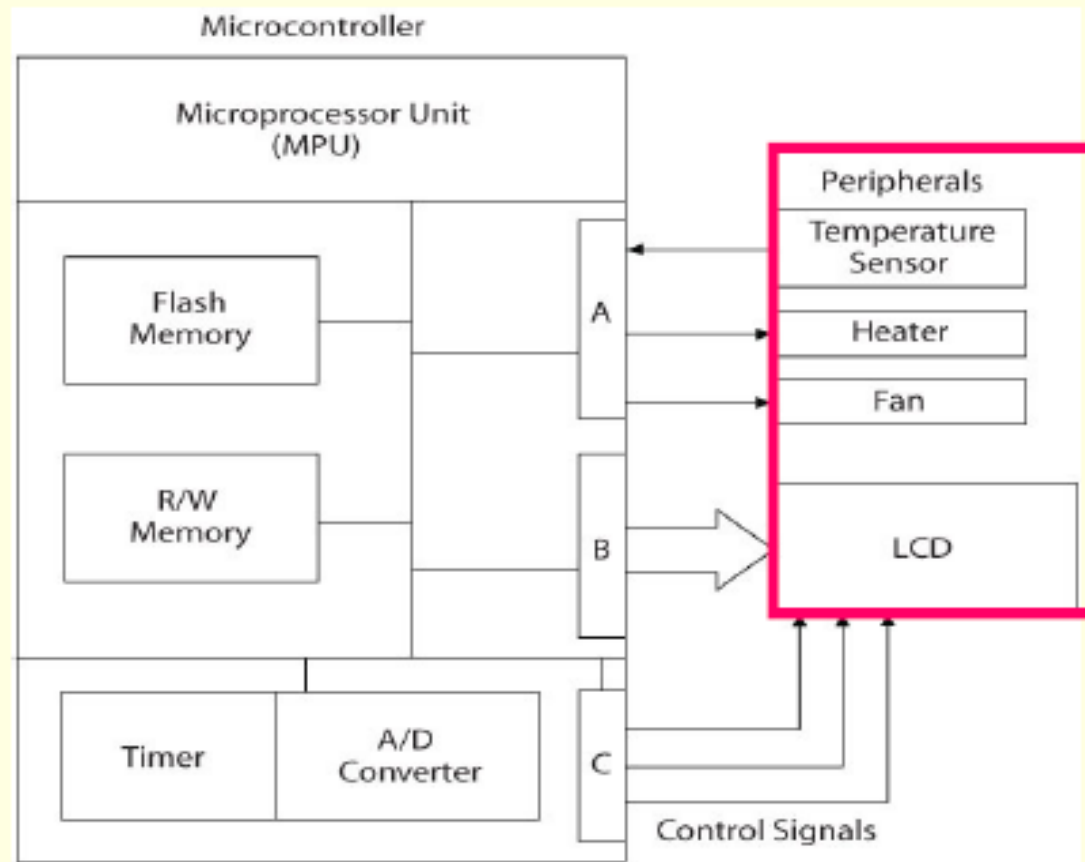 Microcontroller
Microprocessor Unit
(MPU)
Peripherals
Temperature
Sensor
Flash
Memory
A
Heater
Fan
R/W
Memory
B
LCD
Timer
A/D
Converter
C
Control Signals